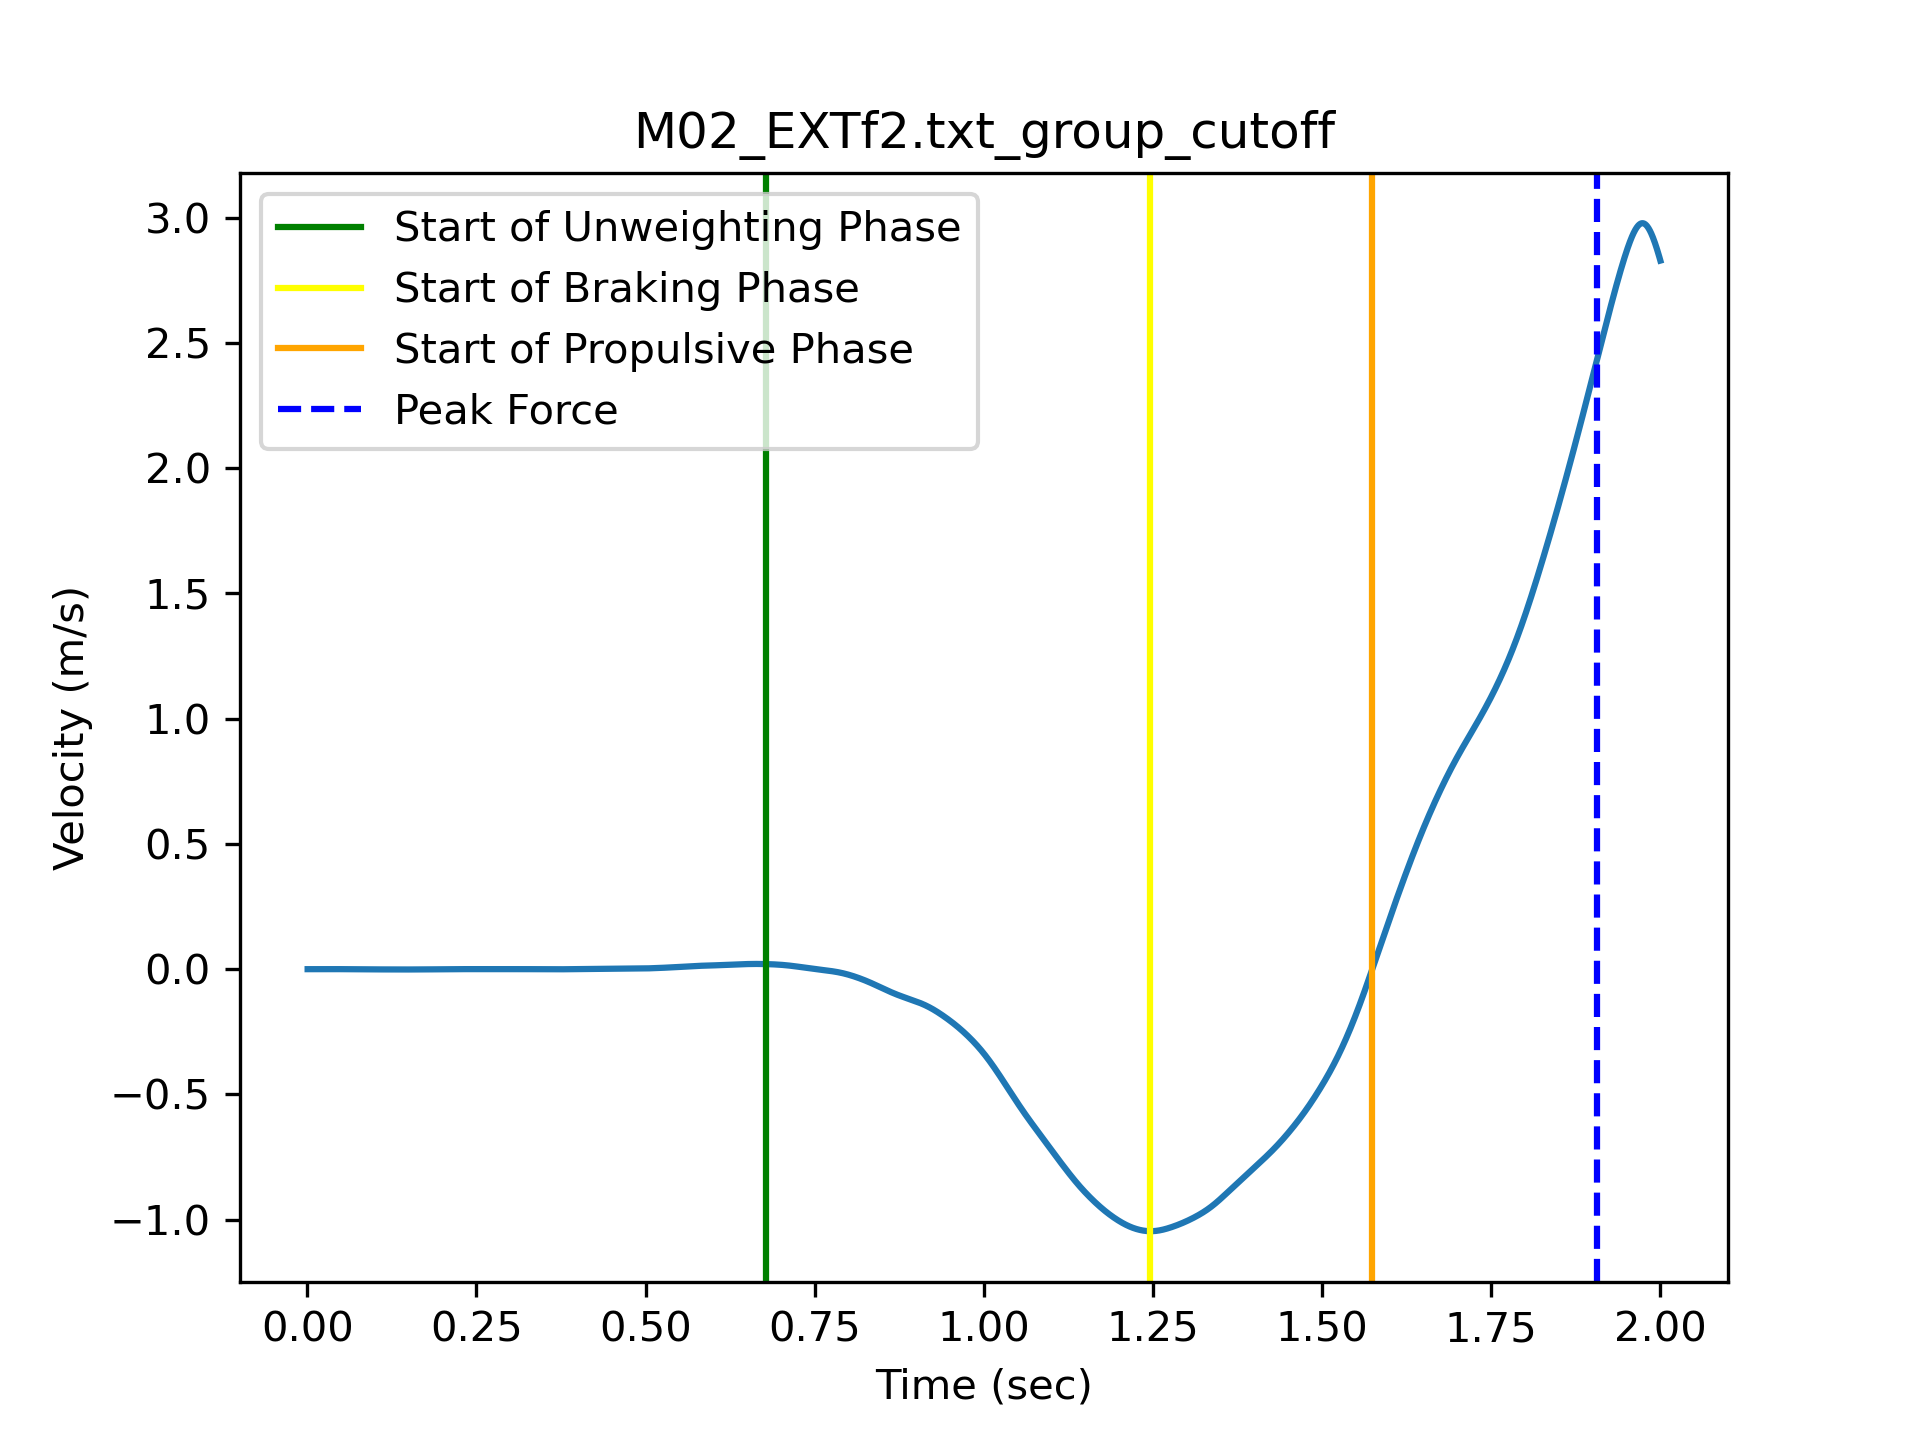 M02_EXTf2.txt_group_cutoff
Start of Unweighting Phase
Start of Braking Phase
Start of Propulsive Phase
Peak Force
3.0
2.5
2.0
1.5
1.0
0.5
0.0
−0.5
−1.0
Velocity (m/s)
0.00 0.25 0.50 0.75 1.00 1.25 1.50 1.75 2.00
Time (sec)